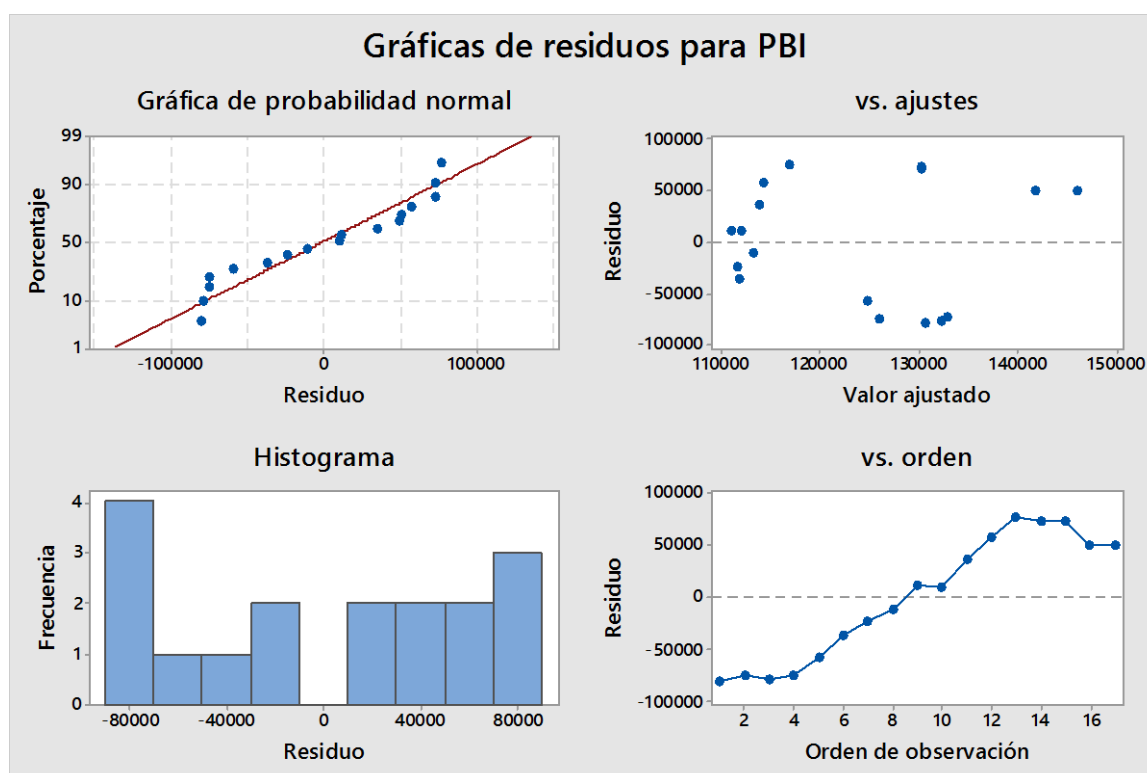 Gráficas de residuos para PBI
Gráfica de probabilidad normal
99
90
50
10
1
Porcentaje
-100000 0 100000
Residuo
vs. ajustes
100000
50000
0
-50000
-100000
Residuo
110000 120000 130000 140000 150000
Valor ajustado
Histograma
4
3
2
1
0
Frecuencia
-80000 -40000 0 40000 80000
Residuo
vs. orden
100000
50000
0
-50000
-100000
Residuo
2 4 6 8 10 12 14 16
Orden de observación